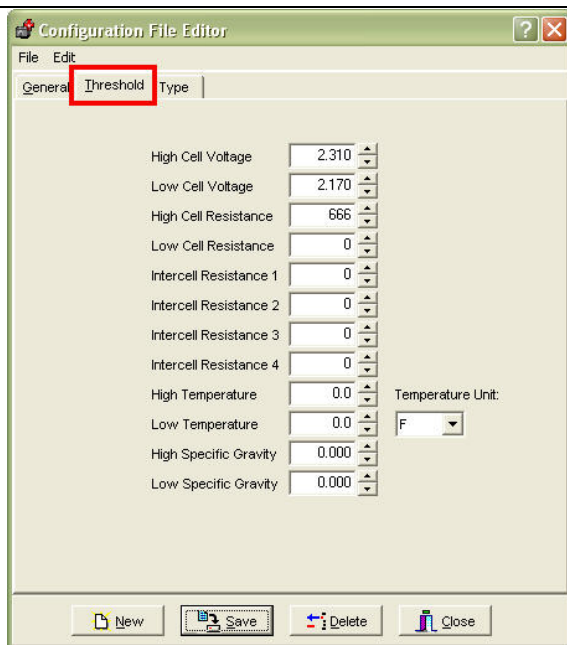 Configuration File Editor
File Edit
General Threshold Type
High Cell Voltage 2.310
Low Cell Voltage 2.170
High Cell Resistance 666
Low Cell Resistance 0
Intercell Resistance 1 0
Intercell Resistance 2 0
Intercell Resistance 3 0
Intercell Resistance 4 0
High Temperature 0.0 Temperature Unit:
Low Temperature 0.0 F
High Specific Gravity 0.000
Low Specific Gravity 0.000
New Save Delete Close